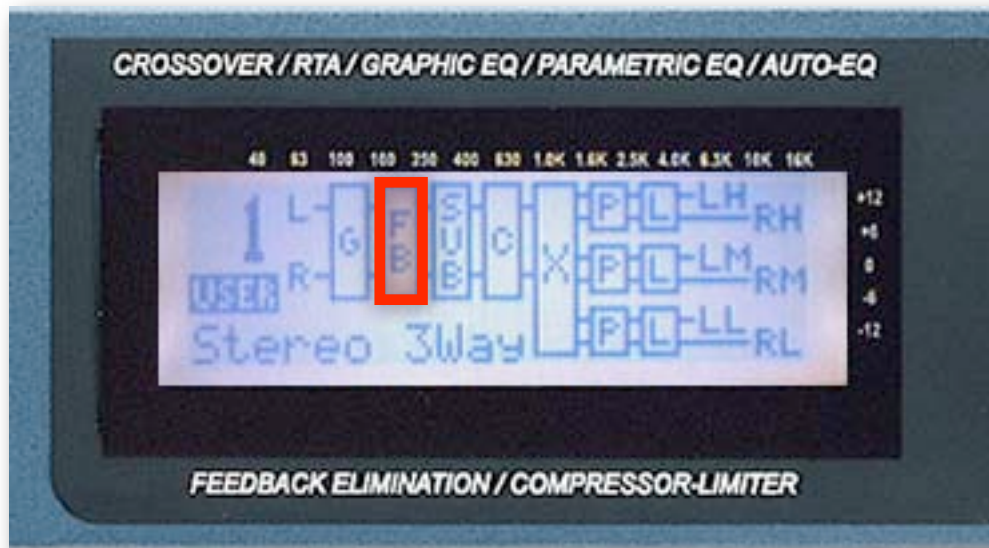 CROSSOVER / RTA / GRAPHIC EQ / PARAMETRIC EQ / AUTO-EQ
40 63 100 160 250 400 630 1.0K 1.6K 2.5K 4.0K 6.3K 10K 16K
1 L R G FB SUB C X P L LH RH
P L LM RM
P L LL RL
USER
Stereo 3Way
+12
+6
0
-6
-12
FEEDBACK ELIMINATION / COMPRESSOR-LIMITER